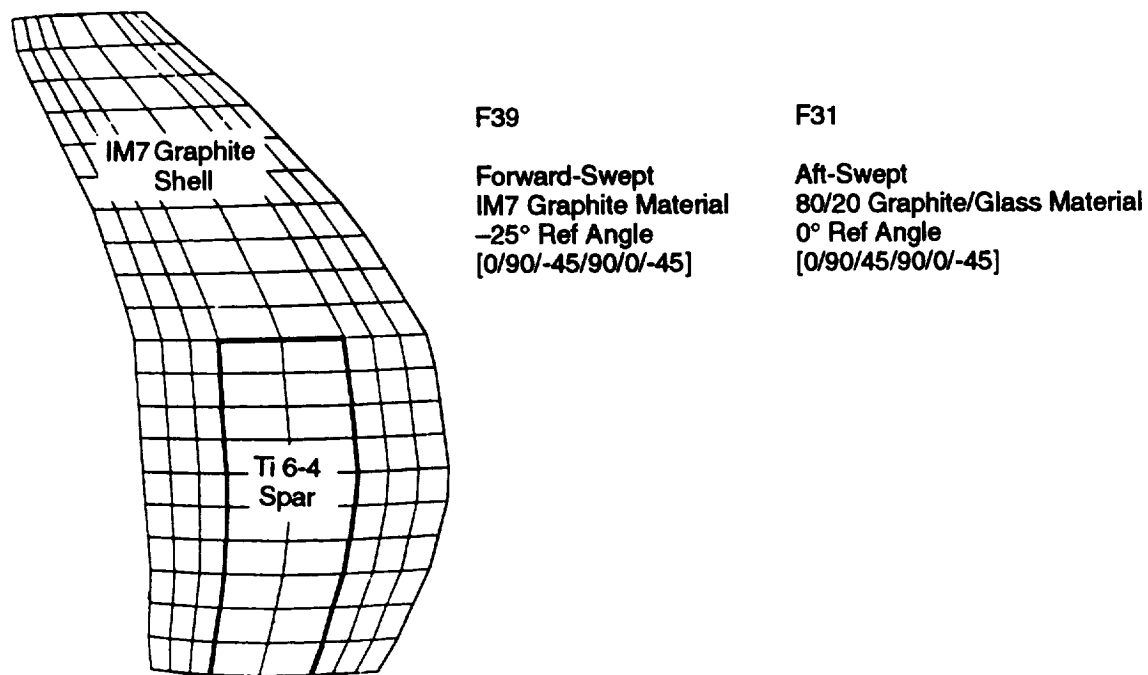 IM7 Graphite
Shell
Ti 6-4
Spar
F39
Forward-Swept
IM7 Graphite Material
–25° Ref Angle
[0/90/-45/90/0/-45]
F31
Aft-Swept
80/20 Graphite/Glass Material
0° Ref Angle
[0/90/45/90/0/-45]